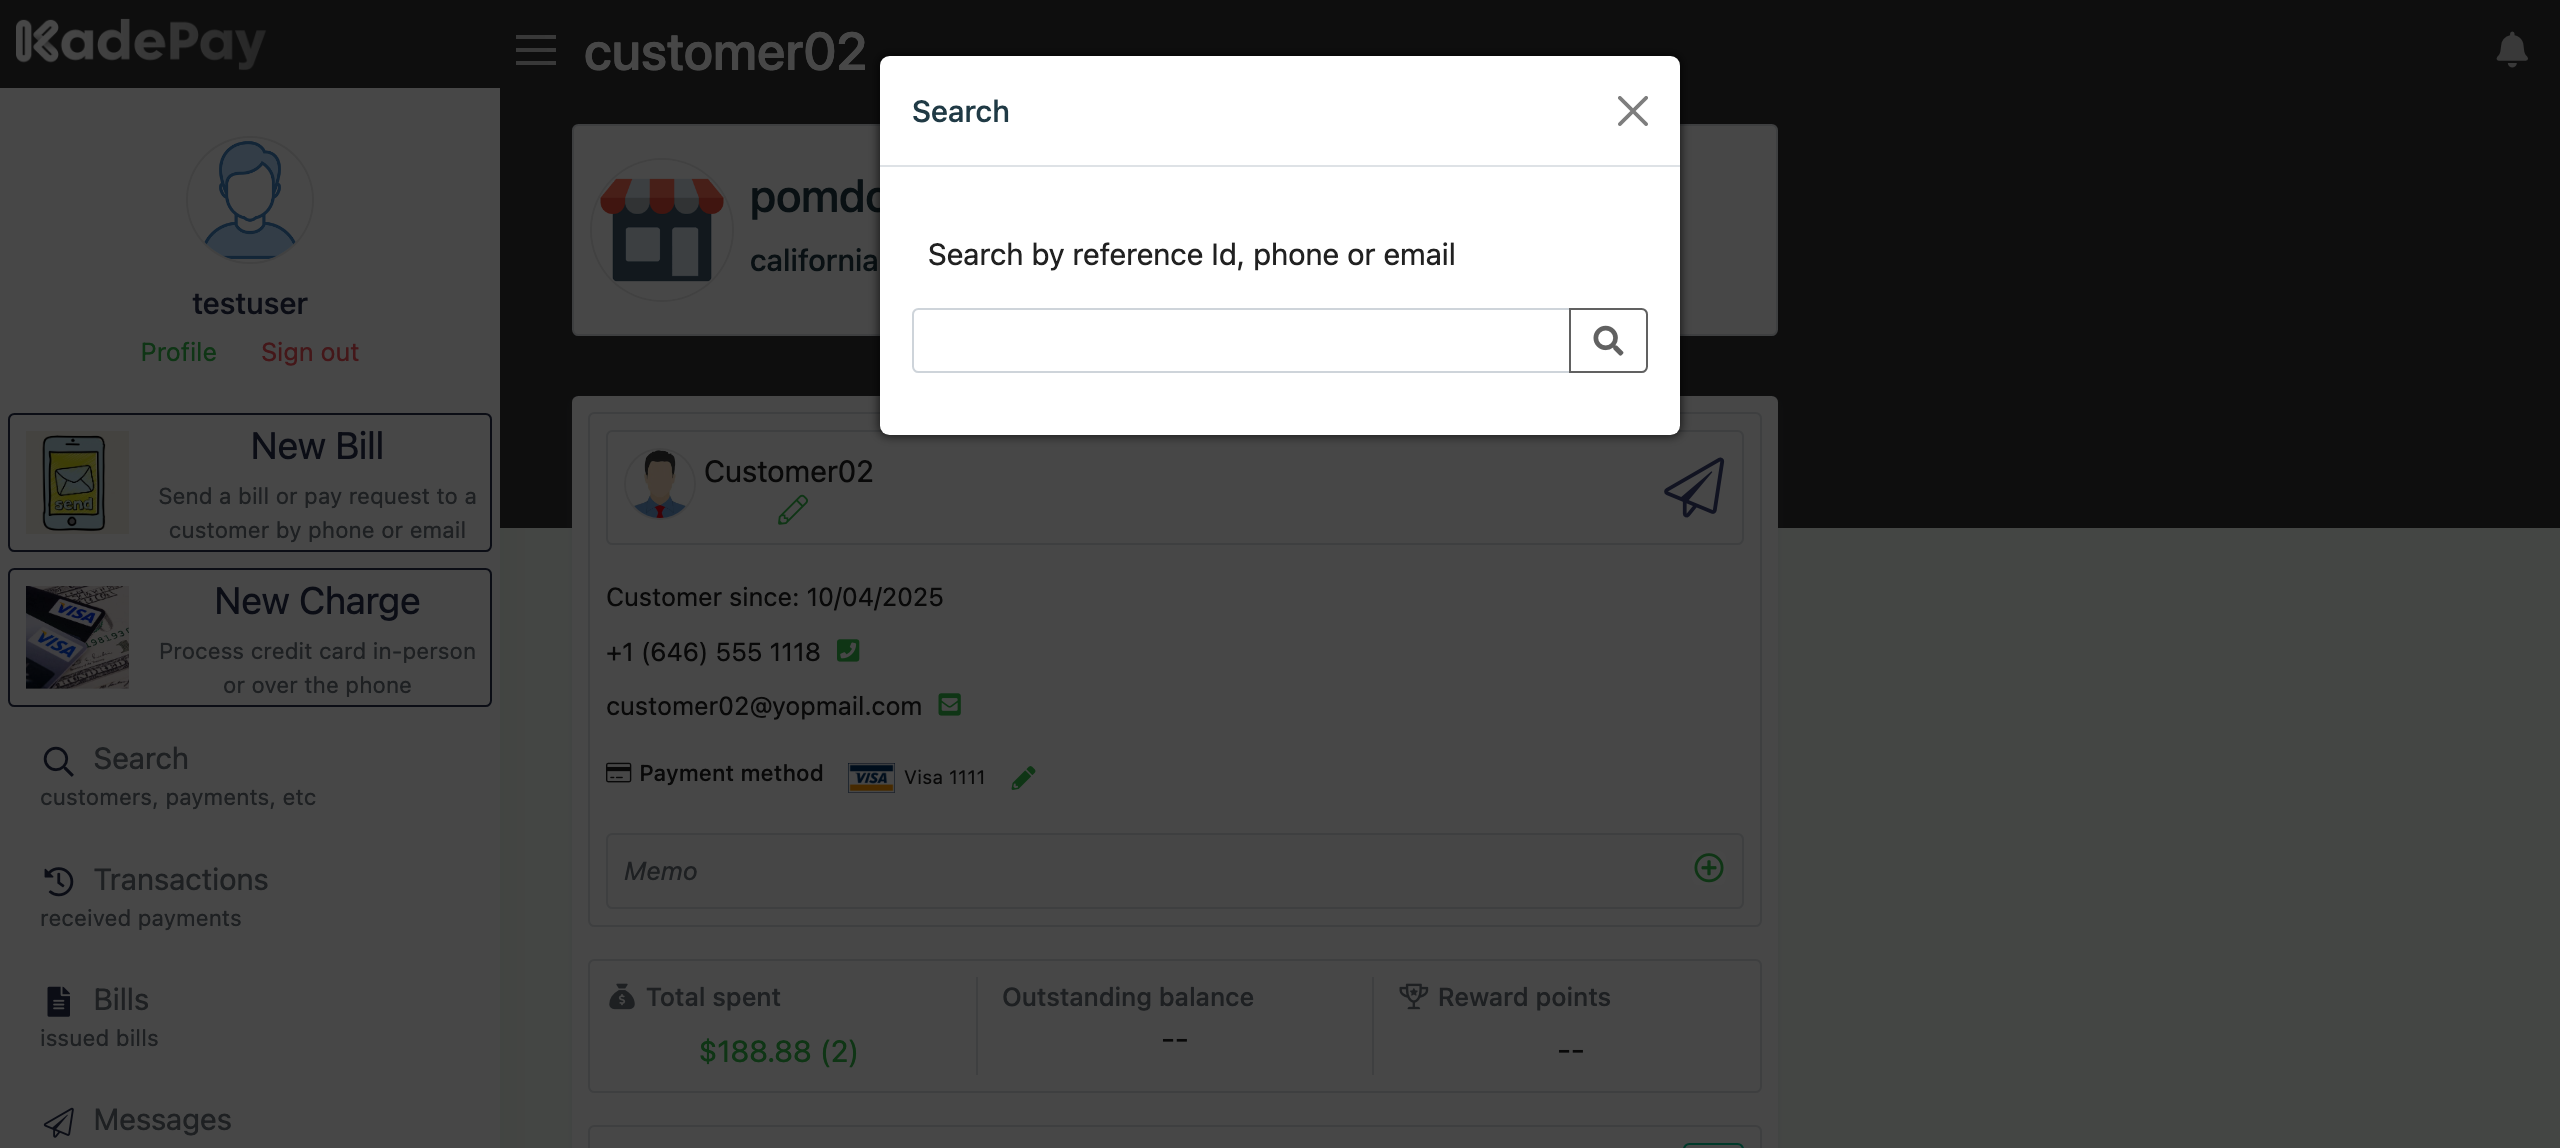 KadePay
customer02
testuser
Profile
Sign out
New Bill
Send a bill or pay request to a
customer by phone or email
send
New Charge
Process credit card in-person
or over the phone
VISA
VISA
Search
customers, payments, etc
Transactions
received payments
Bills
issued bills
Messages
california
Search
Search by reference Id, phone or email
Customer02
Customer since: 10/04/2025
+1 (646) 555 1118
customer02@yopmail.com
Payment method
VISA
Visa 1111
Memo
Total spent
$188.88 (2)
Outstanding balance
--
Reward points
--